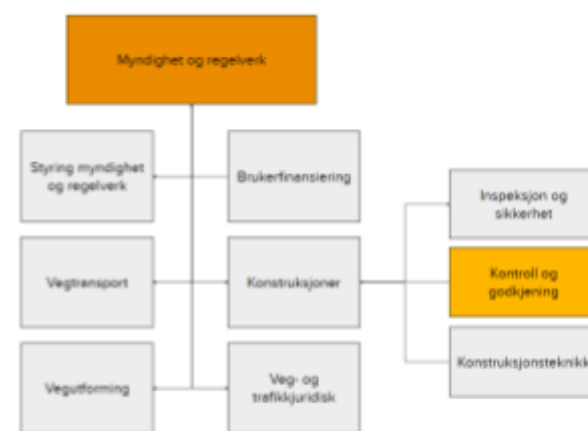 Myndighet og regelverk
Styring myndighet
og regelverk
Brukerfinansiering
Vegtransport
Konstruksjoner
Vegutforming
Veg- og
trafikkjuridisk
Inspeksjon og
sikkerhet
Kontroll og
godkjening
Konstruksjonsteknikk